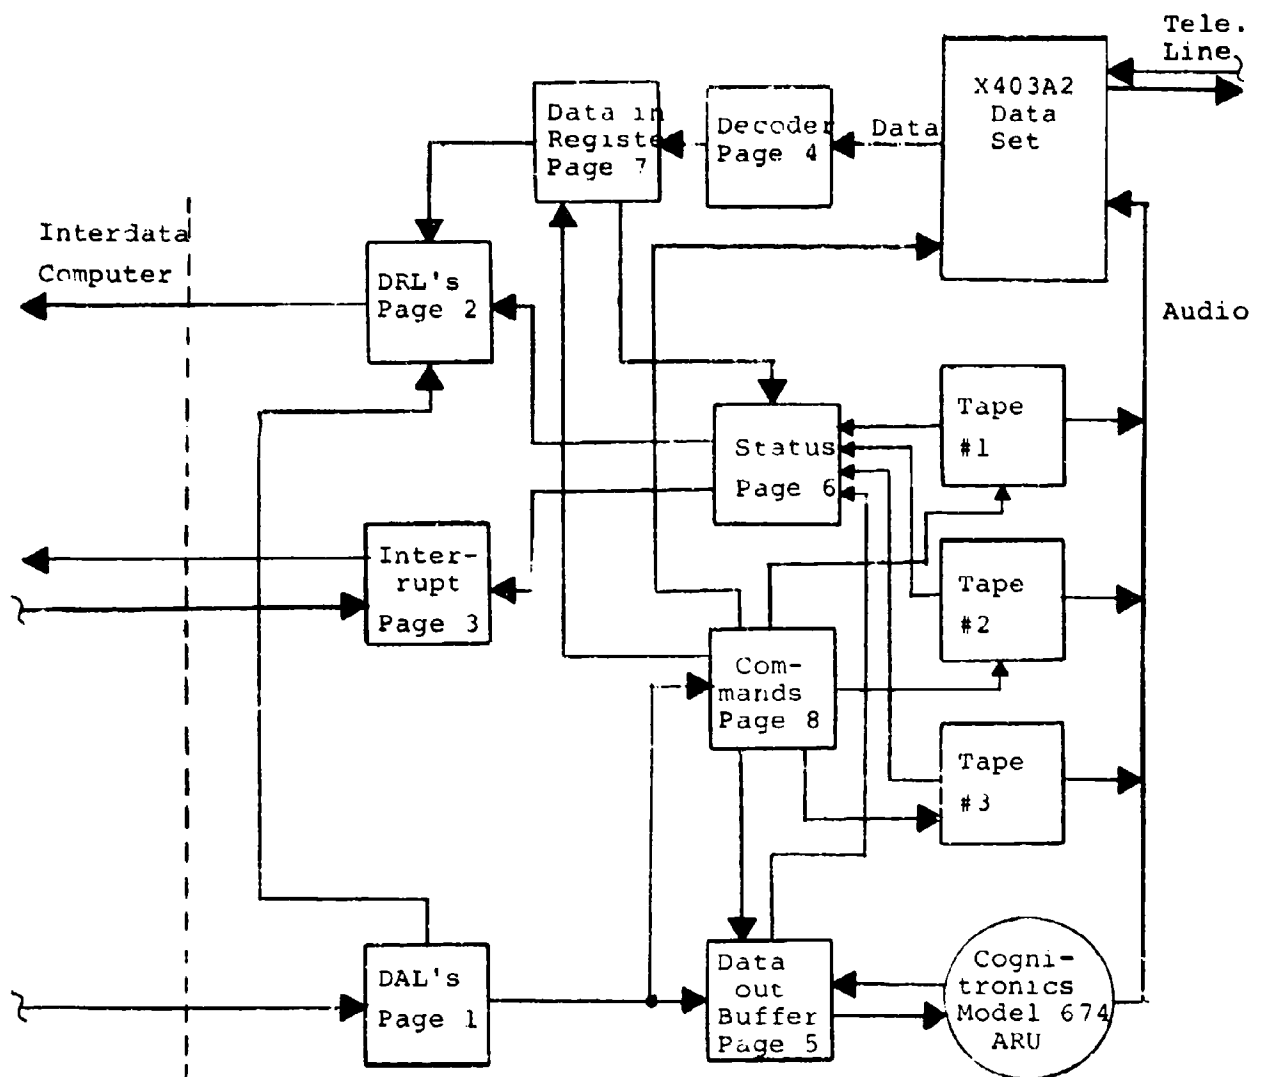 Tele.
Line
X403A2
Data
Set
Data in
Registe
Page 7
Decoder
Page 4
Data
Interdata
Computer
DRL's
Page 2
Audio
Tape
#1
Status
Page 6
Inter-
rupt
Page 3
Tape
#2
Com-
mands
Page 8
Tape
#3
DAL's
Page 1
Data
out
Buffer
Page 5
Cogni-
tronics
Model 674
ARU